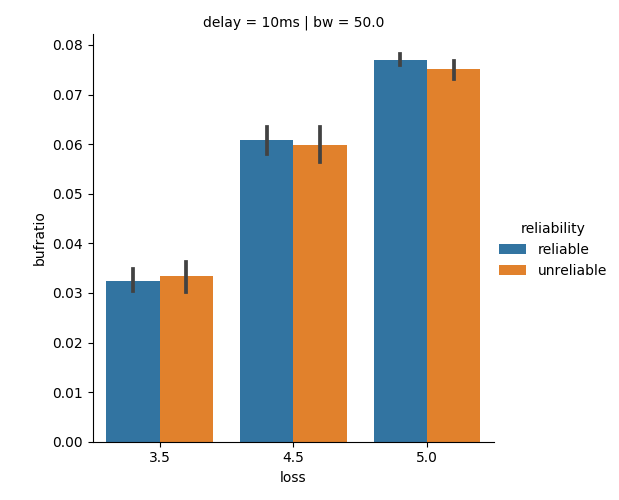 delay = 10ms | bw = 50.0
bufratio
0.08
0.07
0.06
0.05
0.04
0.03
0.02
0.01
0.00
3.5 4.5 5.0
loss
reliability
reliable
unreliable